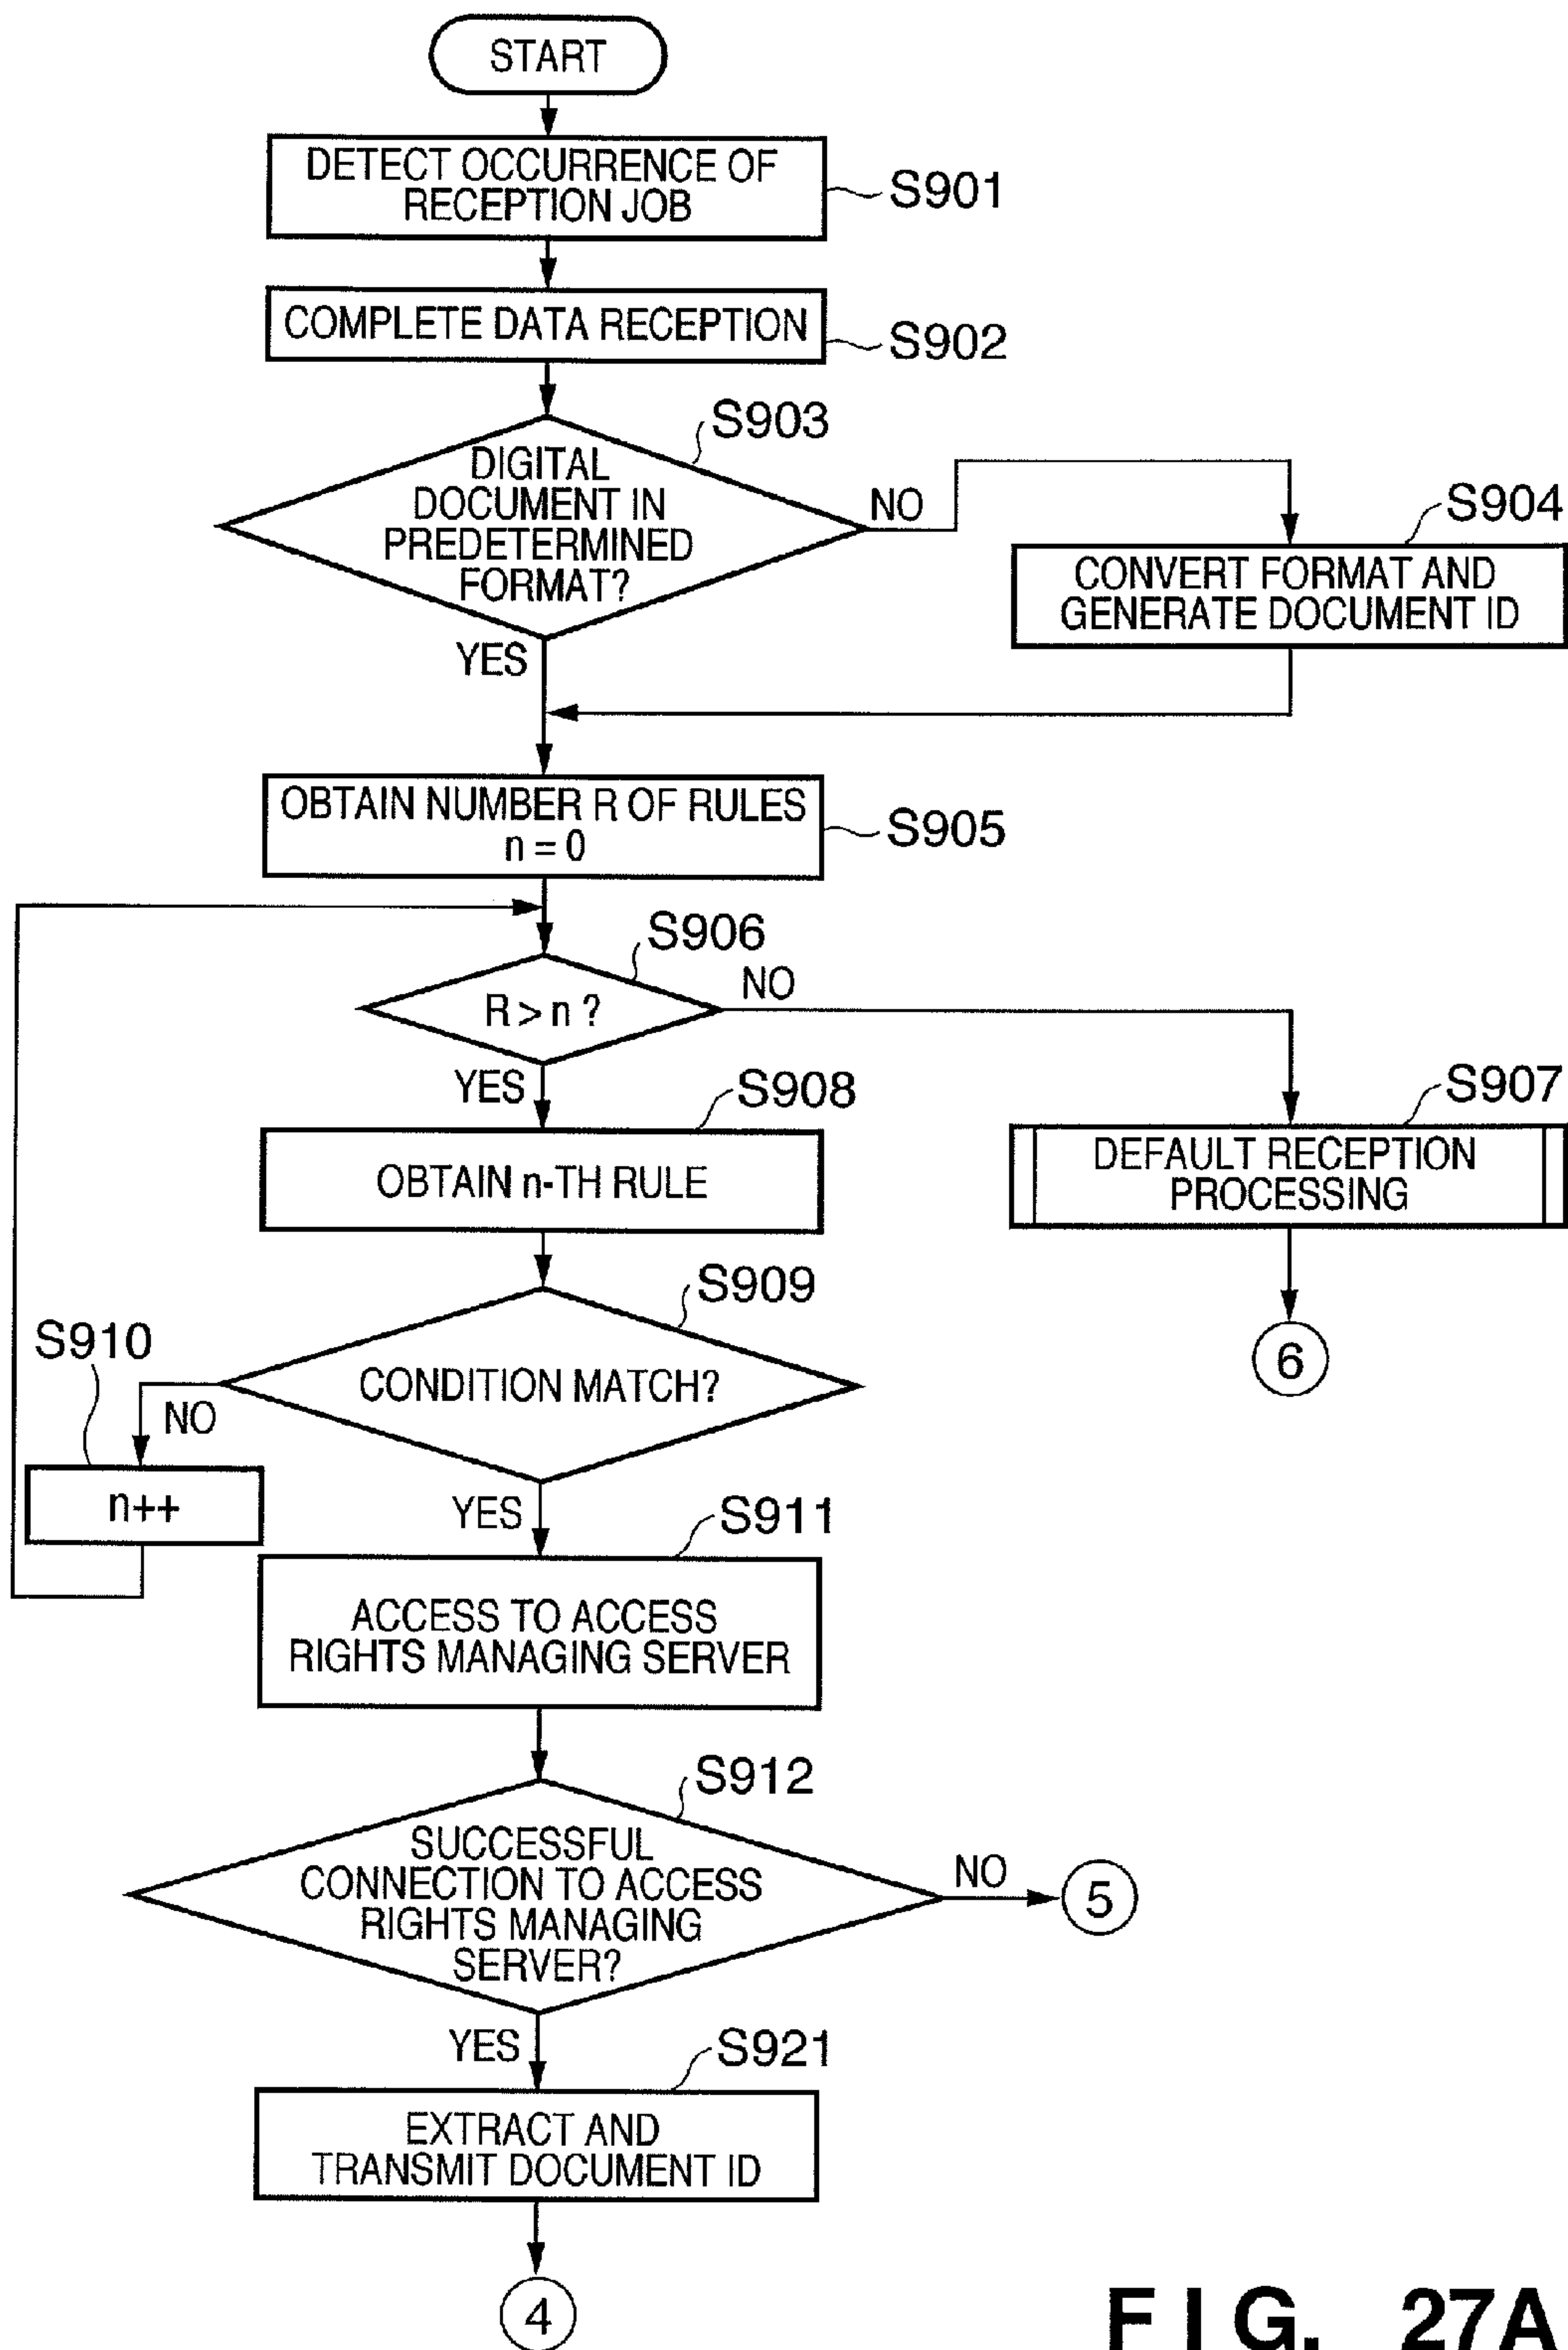 START
DETECT OCCURRENCE OF
RECEPTION JOB
S901
COMPLETE DATA RECEPTION
S902
S903
DIGITAL
DOCUMENT IN
PREDETERMINED
FORMAT?
NO
S904
CONVERT FORMAT AND
GENERATE DOCUMENT ID
YES
OBTAIN NUMBER R OF RULES
n = 0
S905
S906
R > n ?
NO
YES
S908
S907
OBTAIN n-TH RULE
DEFAULT RECEPTION
PROCESSING
S909
6
S910
CONDITION MATCH?
NO
n++
YES
S911
ACCESS TO ACCESS
RIGHTS MANAGING SERVER
S912
SUCCESSFUL
CONNECTION TO ACCESS
RIGHTS MANAGING
SERVER?
NO
5
YES
S921
EXTRACT AND
TRANSMIT DOCUMENT ID
4
FIG. 27A